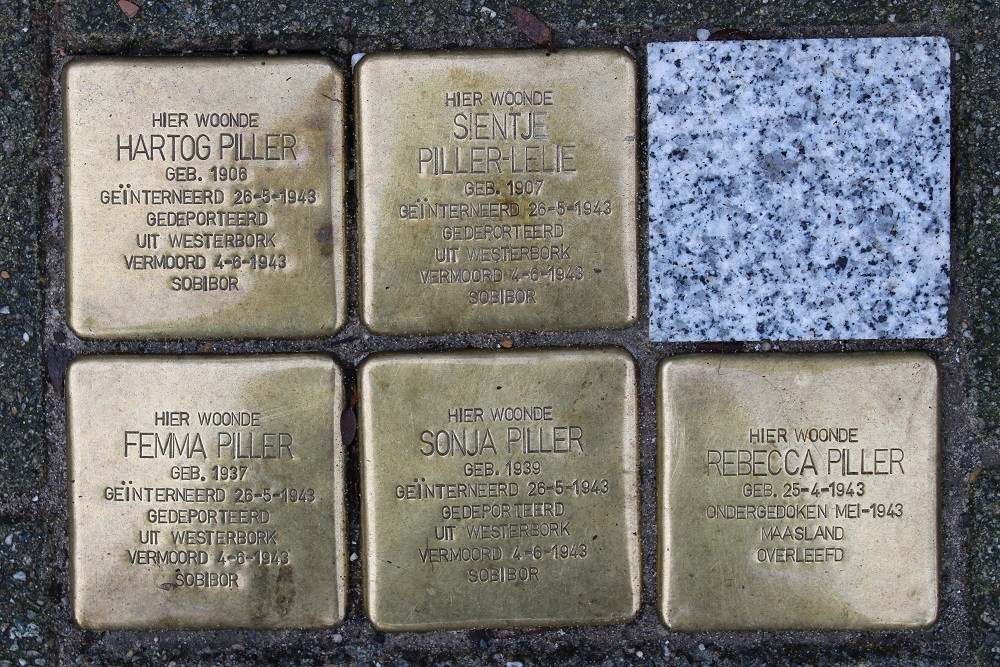 HIER WOONDE
HARTOG PILLER
GEB. 1906
GEÏNTERNEERD 26-5-1943
GEDEPORTEERD
UIT WESTERBORK
VERMOORD 4-6-1943
SOBIBOR
HIER WOONDE
SIENTJE
PILLER-LELIE
GEB. 1907
GEÏNTERNEERD 26-5-1943
GEDEPORTEERD
UIT WESTERBORK
VERMOORD 4-6-1943
SOBIBOR
HIER WOONDE
FEMMA PILLER
GEB. 1937
GEÏNTERNEERD 26-5-1943
GEDEPORTEERD
UIT WESTERBORK
VERMOORD 4-6-1943
SOBIBOR
HIER WOONDE
SONJA PILLER
GEB. 1939
GEÏNTERNEERD 26-5-1943
GEDEPORTEERD
UIT WESTERBORK
VERMOORD 4-6-1943
SOBIBOR
HIER WOONDE
REBECCA PILLER
GEB. 25-4-1943
ONDERGEDOKEN MEI-1943
MAASLAND
OVERLEEFD